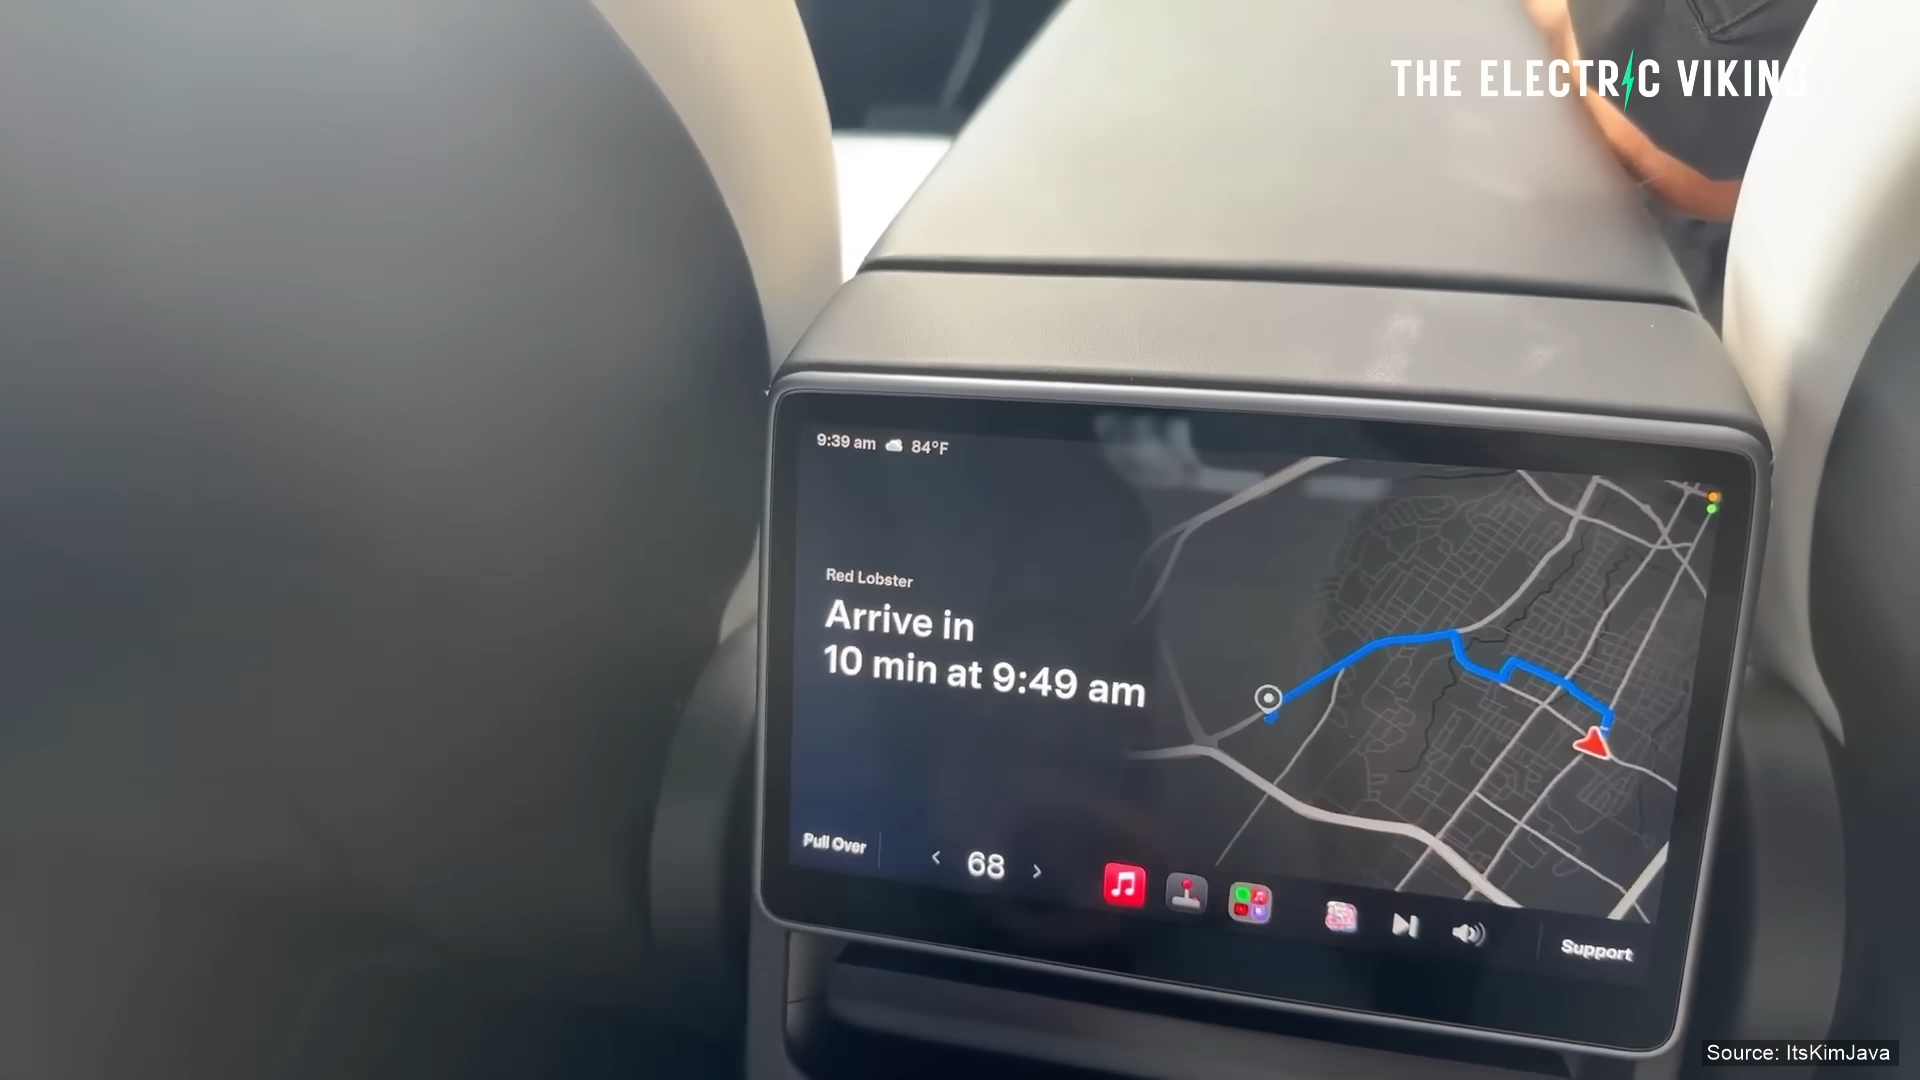 THE ELECTRIC VIKING
9:39 am 84°F
Red Lobster
Arrive in
10 min at 9:49 am
Pull Over
< 68 >
Support
Source: ItsKimJava